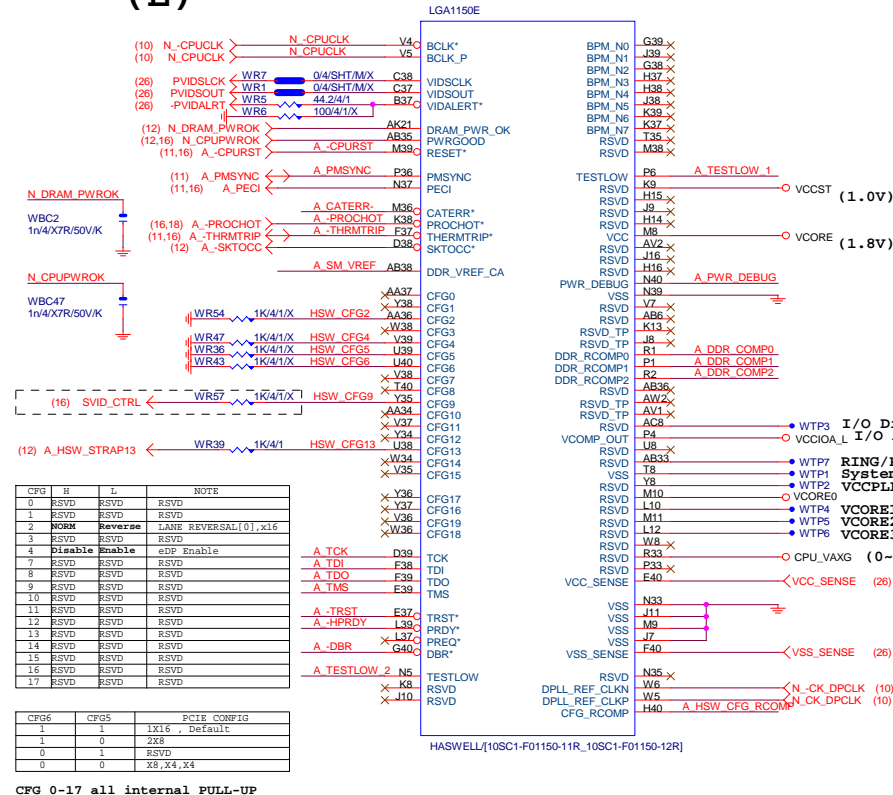 (E)
LGA1150E
(10) N_-CPUCLK N_-CPUCLK V4 BCLK* BPM_N0 G39
(10) N_CPUCLK N_CPUCLK V5 BCLK_P BPM_N1 J39
BPM_N2 G38
(26) PVIDSLCK WR7 0/4/SHT/M/X C38 VIDSCLK BPM_N3 H37
(26) PVIDSOUT WR1 0/4/SHT/M/X C37 VIDSOUT BPM_N4 H38
(26) -PVIDALRT WR5 44.2/4/1 B37 VIDALERT* BPM_N5 J38
WR6 100/4/1/X BPM_N6 K39
BPM_N7 K37
(12) N_DRAM_PWROK AK21 DRAM_PWR_OK RSVD T35
(12,16) N_CPUPWROK AB35 PWRGOOD
(11,16) A_-CPURST A_-CPURST M39 RESET* RSVD M38
(11) A_PMSYNC A_PMSYNC P36 PMSYNC TESTLOW P6 A_TESTLOW_1
(11,16) A_PECI N37 PECI RSVD K9 VCCST (1.0V)
RSVD H15
A_CATERR- M36 CATERR* RSVD J9
(16,18) A_-PROCHOT A_-PROCHOT K38 PROCHOT* RSVD H14
(11,16) A_-THRMTRIP A_-THRMTRIP F37 THERMTRIP* VCC M8 VCORE (1.8V)
(12) A_-SKTOCC D38 SKTOCC* RSVD AV2
RSVD J16
A_SM_VREF AB38 DDR_VREF_CA RSVD H16
PWR_DEBUG N40 A_PWR_DEBUG
N_DRAM_PWROK
WBC2
1n/4/X7R/50V/K
N_CPUPWROK
WBC47
1n/4/X7R/50V/K
AA37 CFG0 VSS N39
Y38 CFG1 RSVD V7
WR54 1K/4/1/X HSW_CFG2 AA36 CFG2 RSVD AB6
W38 CFG3 RSVD_TP K13
WR47 1K/4/1/X HSW_CFG4 V39 CFG4 RSVD_TP J8
WR36 1K/4/1/X HSW_CFG5 U39 CFG5 DDR_RCOMP0 R1 A_DDR_COMP0
WR43 1K/4/1/X HSW_CFG6 U40 CFG6 DDR_RCOMP1 P1 A_DDR_COMP1
V38 CFG7 DDR_RCOMP2 R2 A_DDR_COMP2
T40 CFG8 RSVD AB36
(16) SVID_CTRL WR57 1K/4/1/X HSW_CFG9 Y35 CFG9 RSVD_TP AW2
AA34 CFG10 RSVD_TP AV1
V37 CFG11 RSVD AC8 WTP3 I/O Di
Y34 CFG12 VCOMP_OUT P4 VCCIOA_L I/O
(12) A_HSW_STRAP13 WR39 1K/4/1 HSW_CFG13 U38 CFG13 RSVD U8
W34 CFG14 RSVD AB33 WTP7 RING/
V35 CFG15 VSS T8 WTP1 System
RSVD Y8 WTP2 VCCPLL
Y36 CFG17 RSVD M10 VCORE0
Y37 CFG16 RSVD L10 WTP4 VCORE1
V36 CFG19 RSVD M11 WTP5 VCORE2
W36 CFG18 RSVD L12 WTP6 VCORE3
RSVD W8
A_TCK D39 TCK RSVD R33 CPU_VAXG (0~
A_TDI F38 TDI RSVD P33
A_TDO F39 TDO VCC_SENSE E40 VCC_SENSE (26)
A_TMS E39 TMS
A_-TRST E37 TRST* VSS N33
A_-HPRDY L39 PRDY* VSS J11
L37 PREQ* VSS M9
A_-DBR G40 DBR* VSS J7
VSS_SENSE F40 VSS_SENSE (26)
A_TESTLOW_2 N5 TESTLOW RSVD N35
K8 RSVD DPLL_REF_CLKN W6 N_-CK_DPCLK (10)
J10 RSVD DPLL_REF_CLKP W5 N_CK_DPCLK (10)
CFG_RCOMP H40 A_HSW_CFG_RCOMP
HASWELL/[10SC1-F01150-11R_10SC1-F01150-12R]
CFG H L NOTE
0 RSVD RSVD RSVD
1 RSVD RSVD RSVD
2 NORM Reverse LANE REVERSAL[0],x16
3 RSVD RSVD RSVD
4 Disable Enable eDP Enable
7 RSVD RSVD RSVD
8 RSVD RSVD RSVD
9 RSVD RSVD RSVD
10 RSVD RSVD RSVD
11 RSVD RSVD RSVD
12 RSVD RSVD RSVD
13 RSVD RSVD RSVD
14 RSVD RSVD RSVD
15 RSVD RSVD RSVD
16 RSVD RSVD RSVD
17 RSVD RSVD RSVD
CFG6 CFG5 PCIE CONFIG
1 1 1X16 , Default
1 0 2X8
0 1 RSVD
0 0 X8,X4,X4
CFG 0-17 all internal PULL-UP